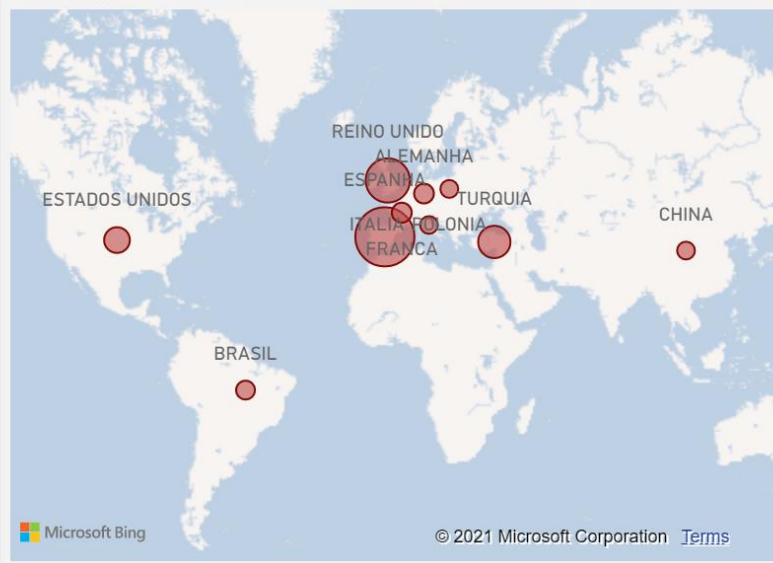 REINO UNIDO
ALEMANHA
ESPANHA
ESTADOS UNIDOS
TURQUIA
CHINA
ITALIA POLONIA
FRANCA
BRASIL
Microsoft Bing
© 2021 Microsoft Corporation Terms